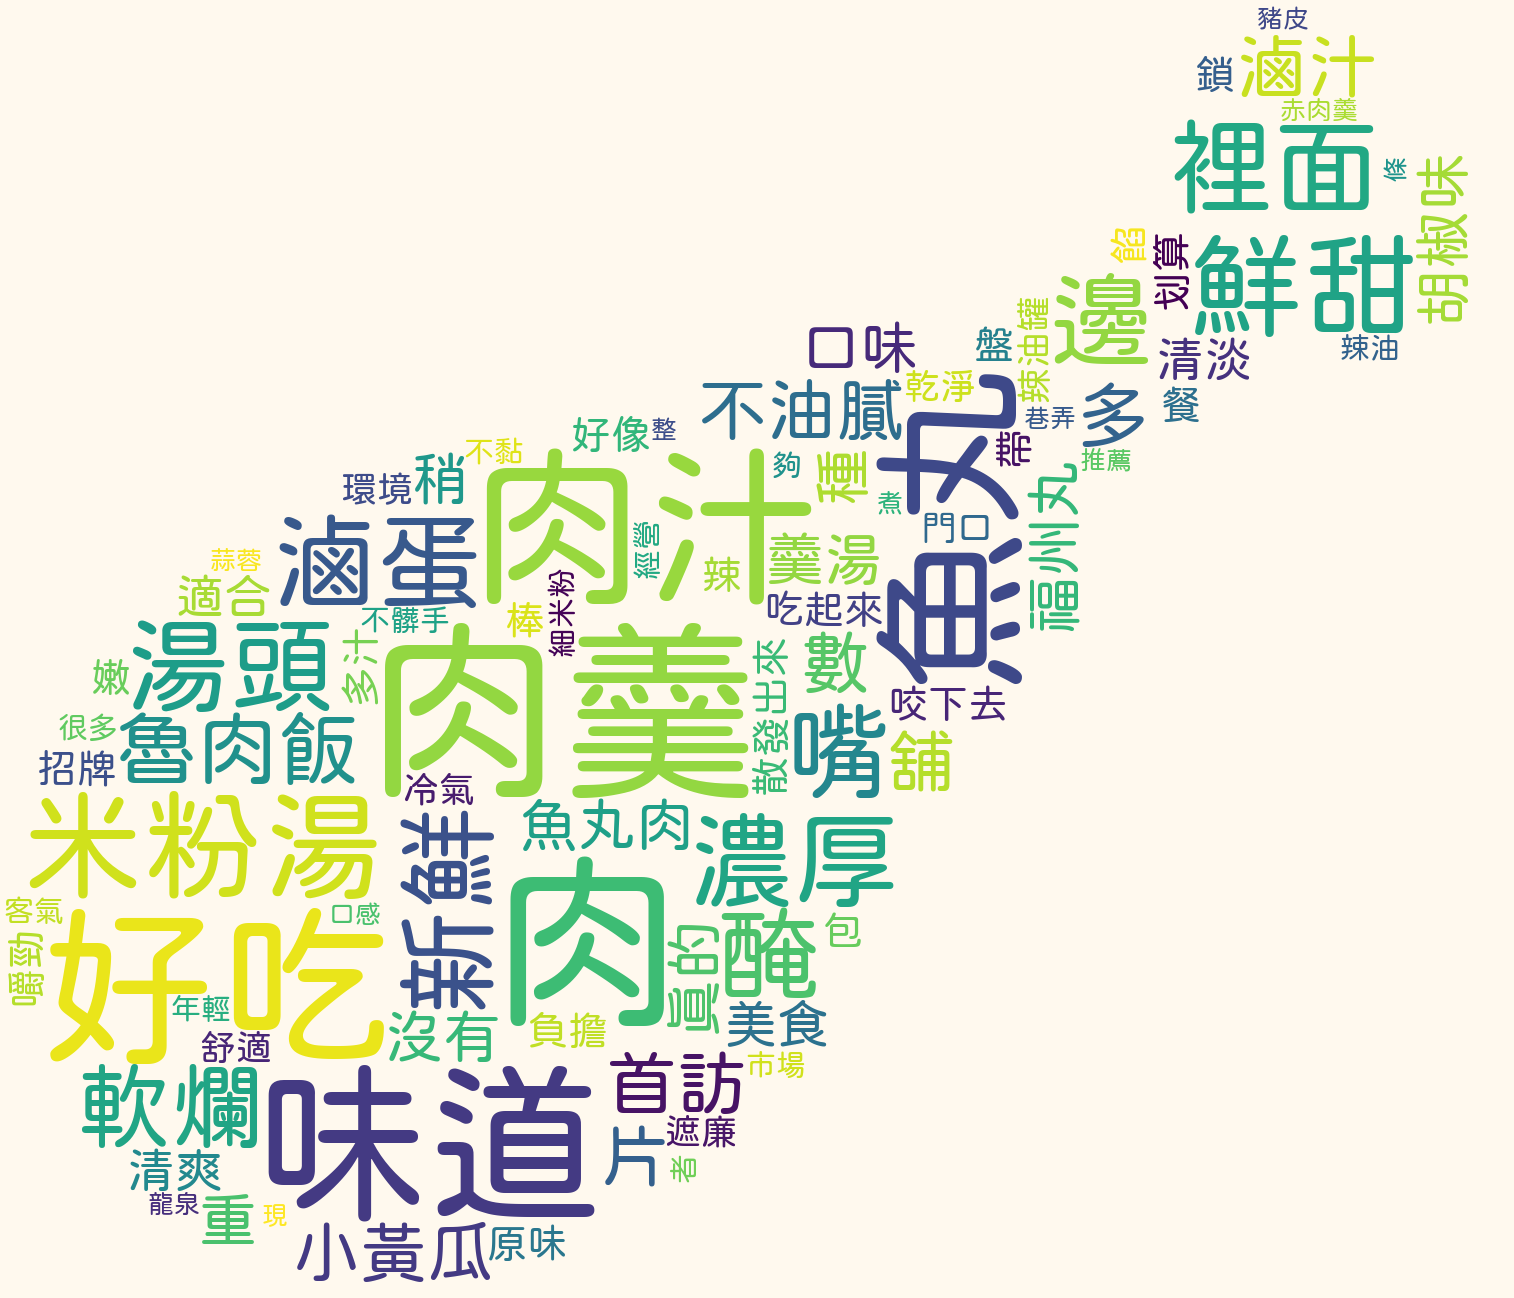 豬皮
鎖
滷汁
赤肉羹
裡面
條
胡椒味
餡
划算
鮮甜
邊
辣油罐
清淡
辣油
口味
盤
不油膩
乾淨
魚丸
巷弄
多
餐
帶
推薦
好像
整
不黏
環境
稍
肉汁
夠
種
煮
福州丸
門口
滷蛋
經營
辣
羹湯
蒜蓉
適合
不髒手
棒
細米粉
吃起來
湯頭
多汁
肉羹
散發出來
數
嫩
咬下去
很多
魯肉飯
嘴
舖
招牌
冷氣
米粉湯
新鮮
魚丸肉
濃厚
客氣
口感
嚼勁
好吃
肉
真的
醃
包
年輕
舒適
沒有
負擔
美食
軟爛
味道
首訪
市場
清爽
片
遮廉
者
龍泉
重
現
小黃瓜
原味